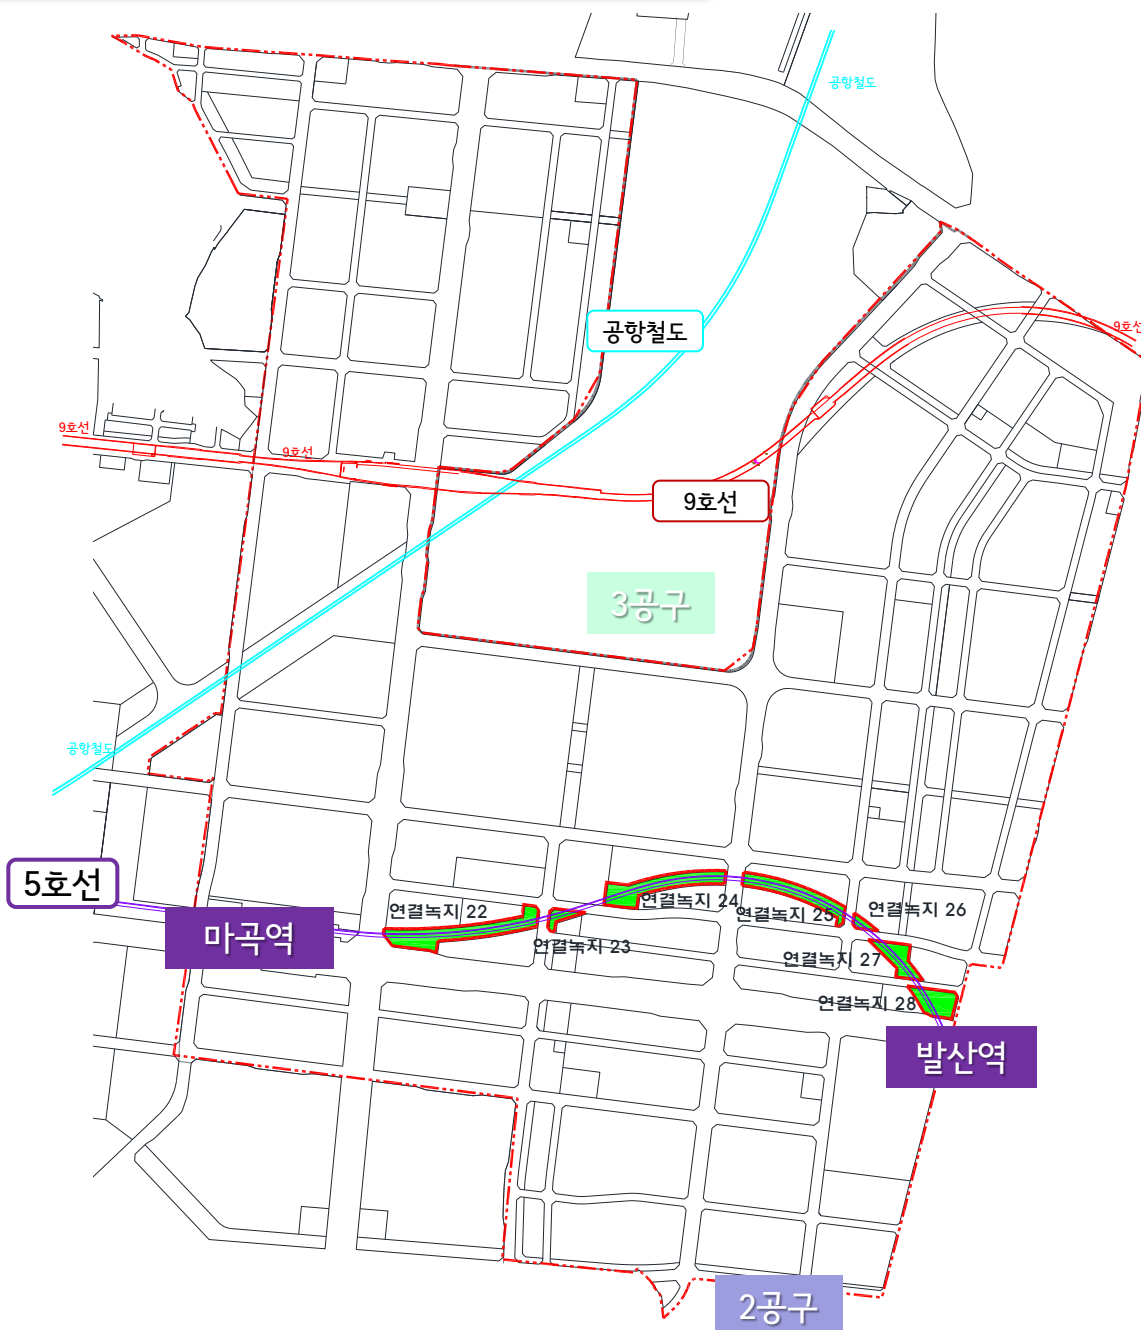 공항철도
9호선
공항철도
9호선
9호선
9호선
3공구
공항철도
5호선
마곡역
연결녹지 22
연결녹지 23
연결녹지 24
연결녹지 25
연결녹지 26
연결녹지 27
연결녹지 28
발산역
2공구